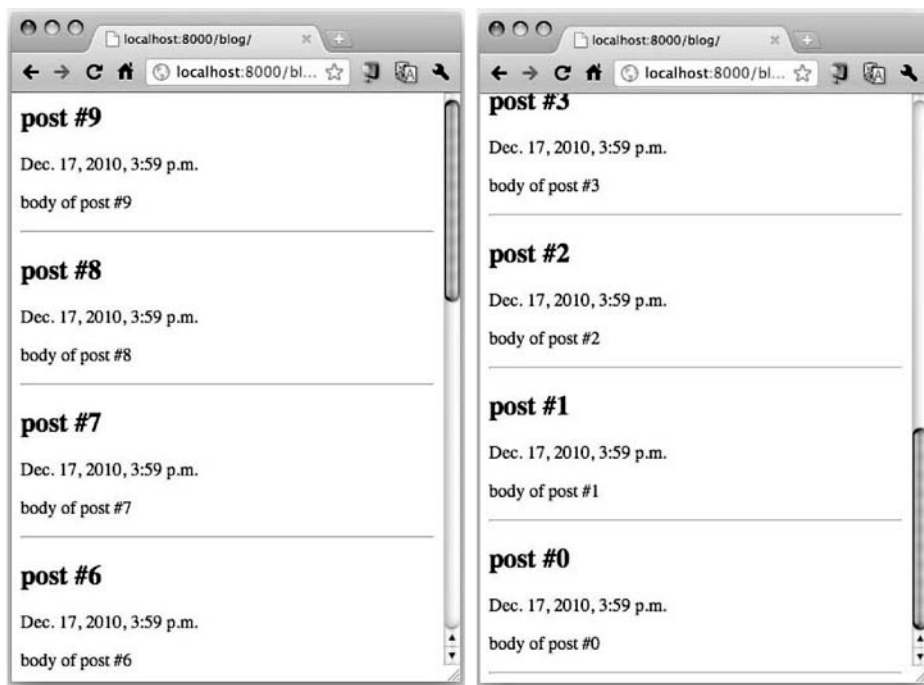 localhost:8000/blog/
localhost:8000/bl...
post #9
Dec. 17, 2010, 3:59 p.m.
body of post #9
post #8
Dec. 17, 2010, 3:59 p.m.
body of post #8
post #7
Dec. 17, 2010, 3:59 p.m.
body of post #7
post #6
Dec. 17, 2010, 3:59 p.m.
body of post #6
localhost:8000/blog/
localhost:8000/bl...
post #3
Dec. 17, 2010, 3:59 p.m.
body of post #3
post #2
Dec. 17, 2010, 3:59 p.m.
body of post #2
post #1
Dec. 17, 2010, 3:59 p.m.
body of post #1
post #0
Dec. 17, 2010, 3:59 p.m.
body of post #0